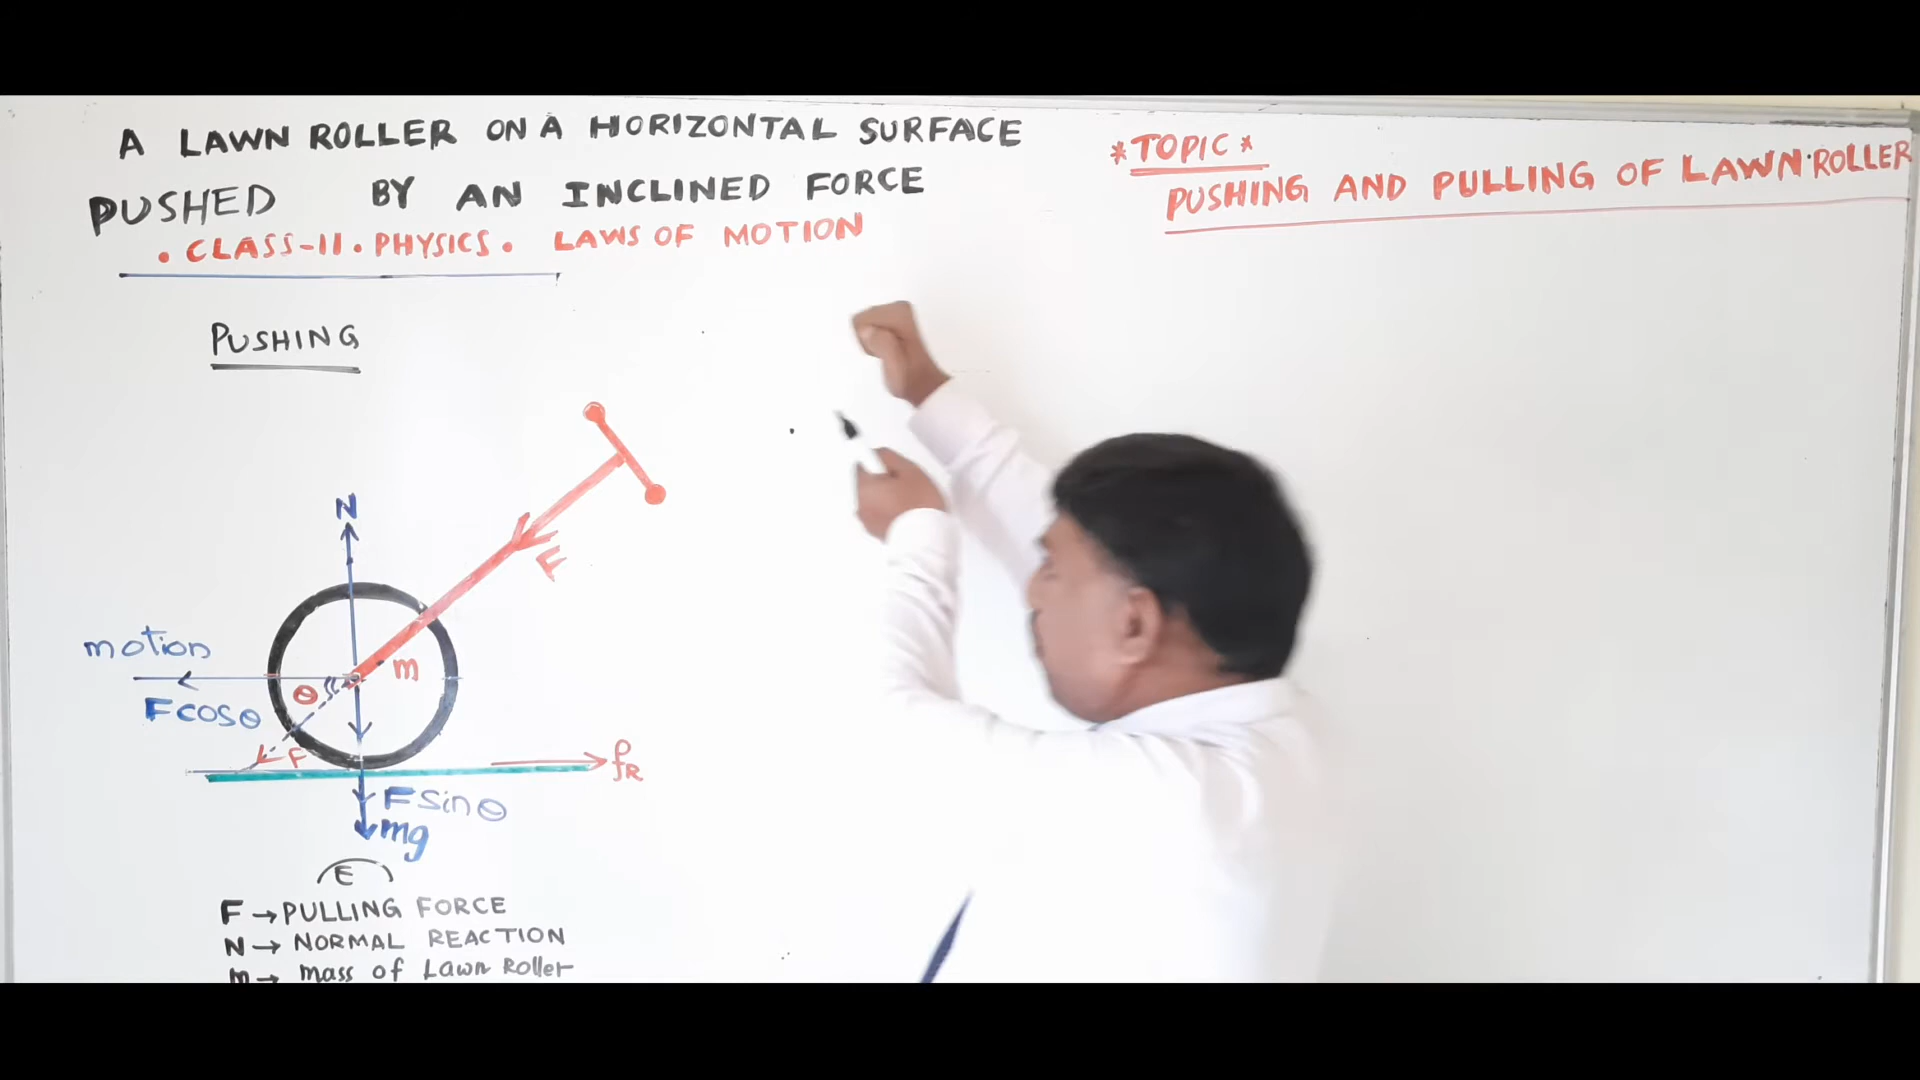 A LAWN ROLLER ON A HORIZONTAL SURFACE
PUSHED BY AN INCLINED FORCE
• CLASS-11 • PHYSICS • LAWS OF MOTION
*TOPIC*
PUSHING AND PULLING OF LAWN•ROLLER
PUSHING
N
F
motion
m
θ
Fcosθ
F
fR
Fsinθ
mg
E
F → PULLING FORCE
N → NORMAL REACTION
m → Mass of Lawn Roller